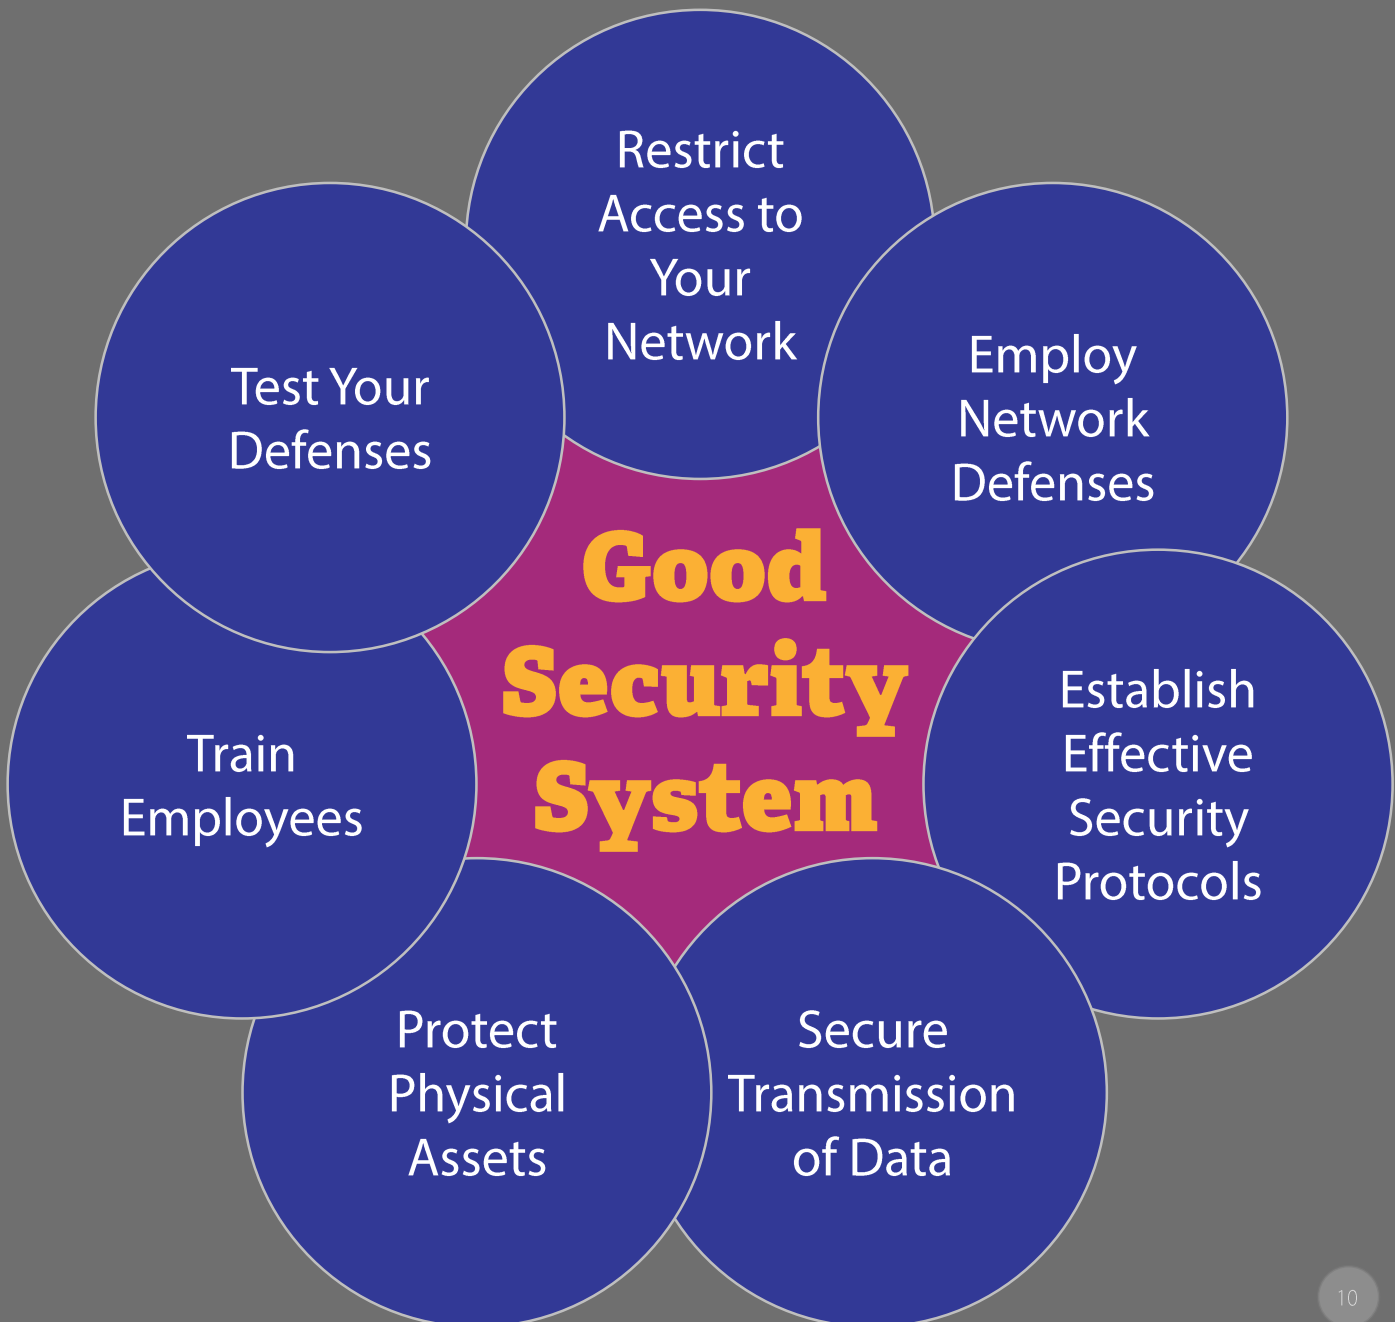 Restrict
Access to
Your
Network
Employ
Network
Defenses
Establish
Effective
Security
Protocols
Secure
Transmission
of Data
Protect
Physical
Assets
Train
Employees
Test Your
Defenses
Good
Security
System
10